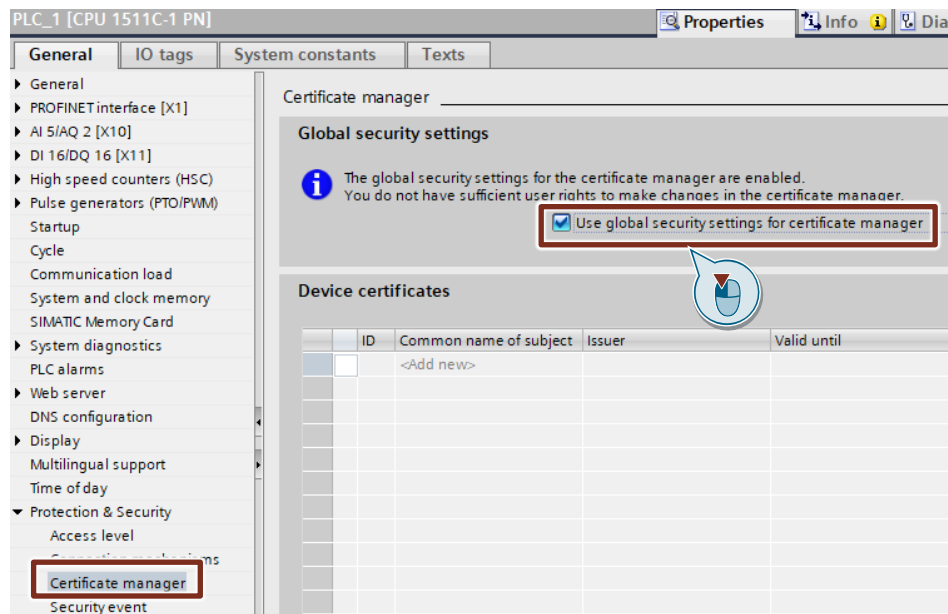 PLC_1 [CPU 1511C-1 PN]
Properties
Info
Dia
General
IO tags
System constants
Texts
General
PROFINET interface [X1]
AI 5/AQ 2 [X10]
DI 16/DQ 16 [X11]
High speed counters (HSC)
Pulse generators (PTO/PWM)
Startup
Cycle
Communication load
System and clock memory
SIMATIC Memory Card
System diagnostics
PLC alarms
Web server
DNS configuration
Display
Multilingual support
Time of day
Protection & Security
Access level
Certificate manager
Security event
Certificate manager
Global security settings
The global security settings for the certificate manager are enabled.
You do not have sufficient user rights to make changes in the certificate manager.
Use global security settings for certificate manager
Device certificates
ID Common name of subject Issuer Valid until
<Add new>